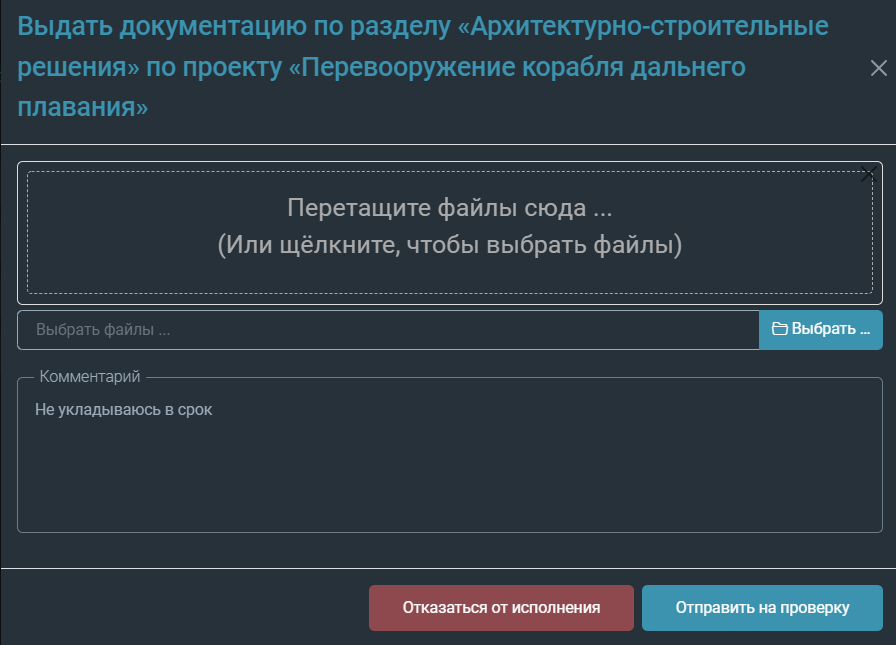 Выдать документацию по разделу «Архитектурно-строительные
решения» по проекту «Перевооружение корабля дальнего
плавания»
Перетащите файлы сюда ...
(Или щёлкните, чтобы выбрать файлы)
Выбрать файлы ...
Выбрать ...
Комментарий
Не укладываюсь в срок
Отказаться от исполнения
Отправить на проверку